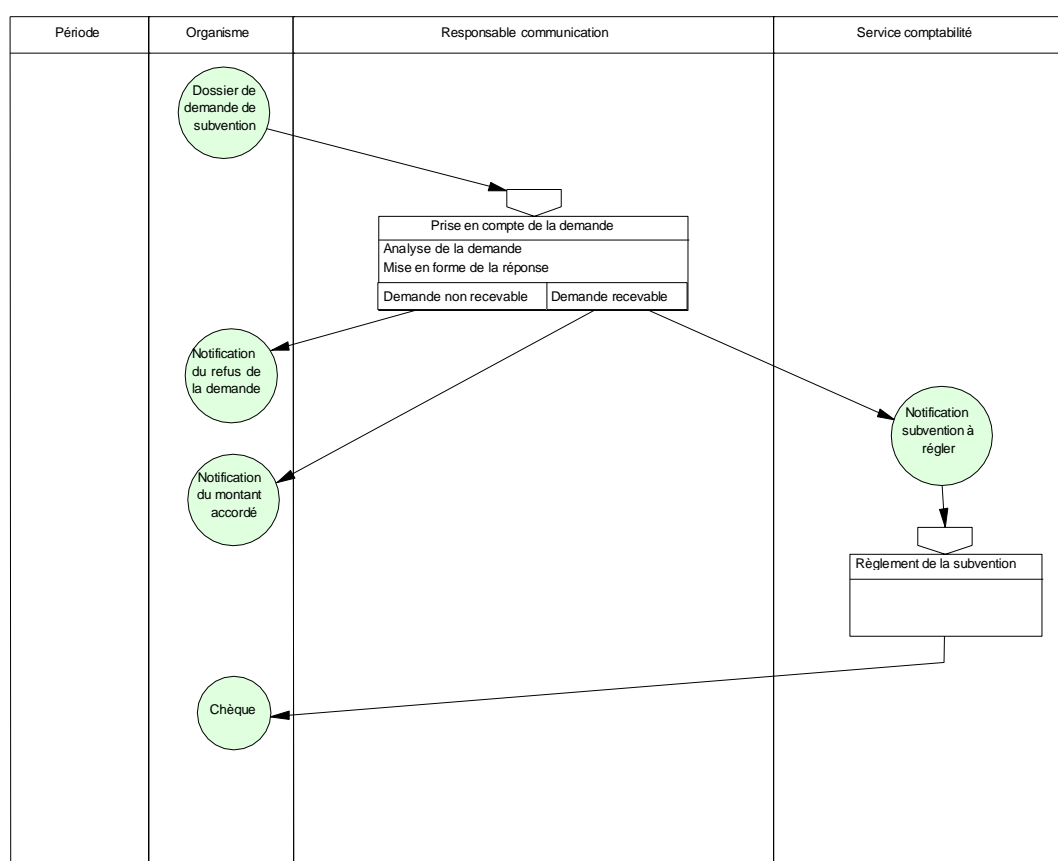 Période
Organisme
Responsable communication
Service comptabilité
Dossier de
demande de
subvention
Prise en compte de la demande
Analyse de la demande
Mise en forme de la réponse
Demande non recevable
Demande recevable
Notification
du refus de
la demande
Notification
subvention à
régler
Notification
du montant
accordé
Règlement de la subvention
Chèque